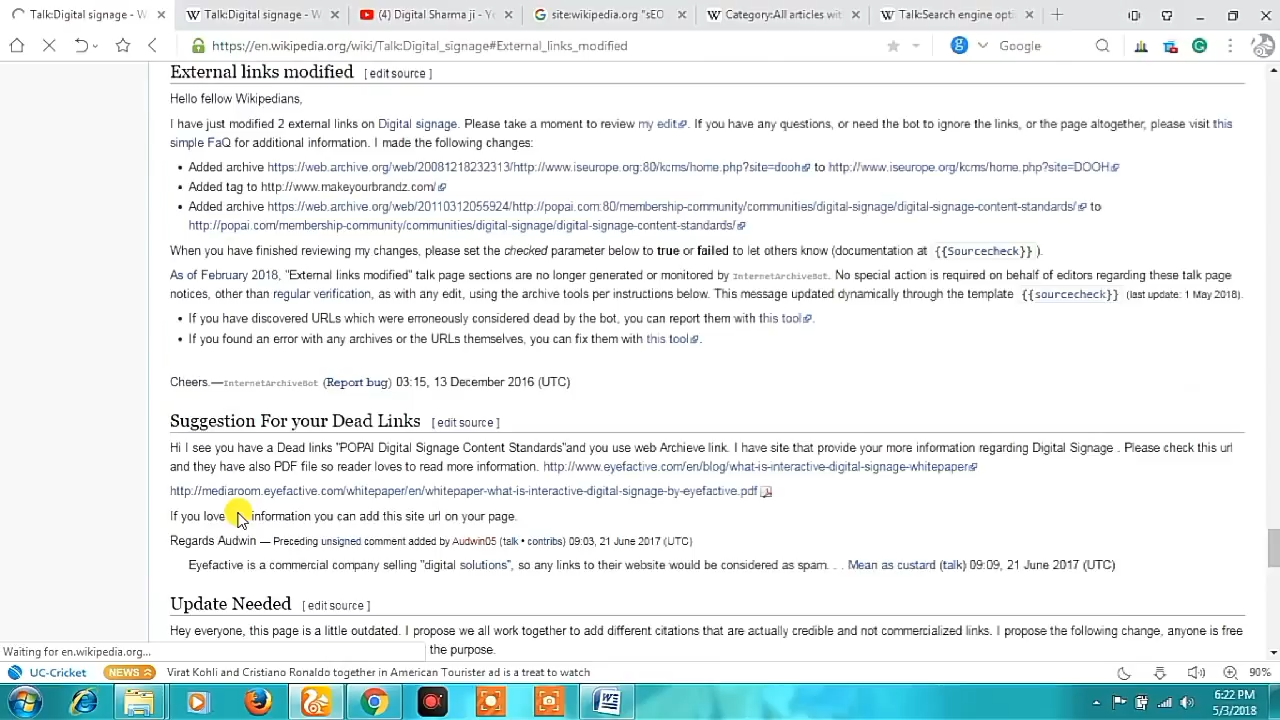 Talk:Digital signage - W
Talk:Digital signage - W
(4) Digital Sharma ji - Yo
site:wikipedia.org "sEO
Category:All articles wit
Talk:Search engine opti
https://en.wikipedia.org/wiki/Talk:Digital_signage#External_links_modified
Google
External links modified [ edit source ]
Hello fellow Wikipedians,
I have just modified 2 external links on Digital signage. Please take a moment to review my edit. If you have any questions, or need the bot to ignore the links, or the page altogether, please visit this
simple FaQ for additional information. I made the following changes:
• Added archive https://web.archive.org/web/20081218232313/http://www.iseurope.org:80/kcms/home.php?site=dooh to http://www.iseurope.org/kcms/home.php?site=DOOH
• Added tag to http://www.makeyourbrandz.com/
• Added archive https://web.archive.org/web/20110312055924/http://popai.com:80/membership-community/communities/digital-signage/digital-signage-content-standards/ to
http://popai.com/membership-community/communities/digital-signage/digital-signage-content-standards/
When you have finished reviewing my changes, please set the checked parameter below to true or failed to let others know (documentation at {{Sourcecheck}} ).
As of February 2018, "External links modified" talk page sections are no longer generated or monitored by InternetArchiveBot. No special action is required on behalf of editors regarding these talk page
notices, other than regular verification, as with any edit, using the archive tools per instructions below. This message updated dynamically through the template {{sourcecheck}} (last update: 1 May 2018).
• If you have discovered URLs which were erroneously considered dead by the bot, you can report them with this tool.
• If you found an error with any archives or the URLs themselves, you can fix them with this tool.
Cheers.—InternetArchiveBot (Report bug) 03:15, 13 December 2016 (UTC)
Suggestion For your Dead Links [ edit source ]
Hi I see you have a Dead links "POPAI Digital Signage Content Standards"and you use web Archieve link. I have site that provide your more information regarding Digital Signage . Please check this url
and they have also PDF file so reader loves to read more information. http://www.eyefactive.com/en/blog/what-is-interactive-digital-signage-whitepaper
http://mediaroom.eyefactive.com/whitepaper/en/whitepaper-what-is-interactive-digital-signage-by-eyefactive.pdf
If you love information you can add this site url on your page.
Regards Audwin — Preceding unsigned comment added by Audwin05 (talk • contribs) 09:03, 21 June 2017 (UTC)
Eyefactive is a commercial company selling "digital solutions", so any links to their website would be considered as spam. . . Mean as custard (talk) 09:09, 21 June 2017 (UTC)
Update Needed [ edit source ]
Hey everyone, this page is a little outdated. I propose we all work together to add different citations that are actually credible and not commercialized links. I propose the following change, anyone is free
the purpose.
Waiting for en.wikipedia.org...
UC-Cricket NEWS Virat Kohli and Cristiano Ronaldo together in American Tourister ad is a treat to watch 90%
6:22 PM
5/3/2018